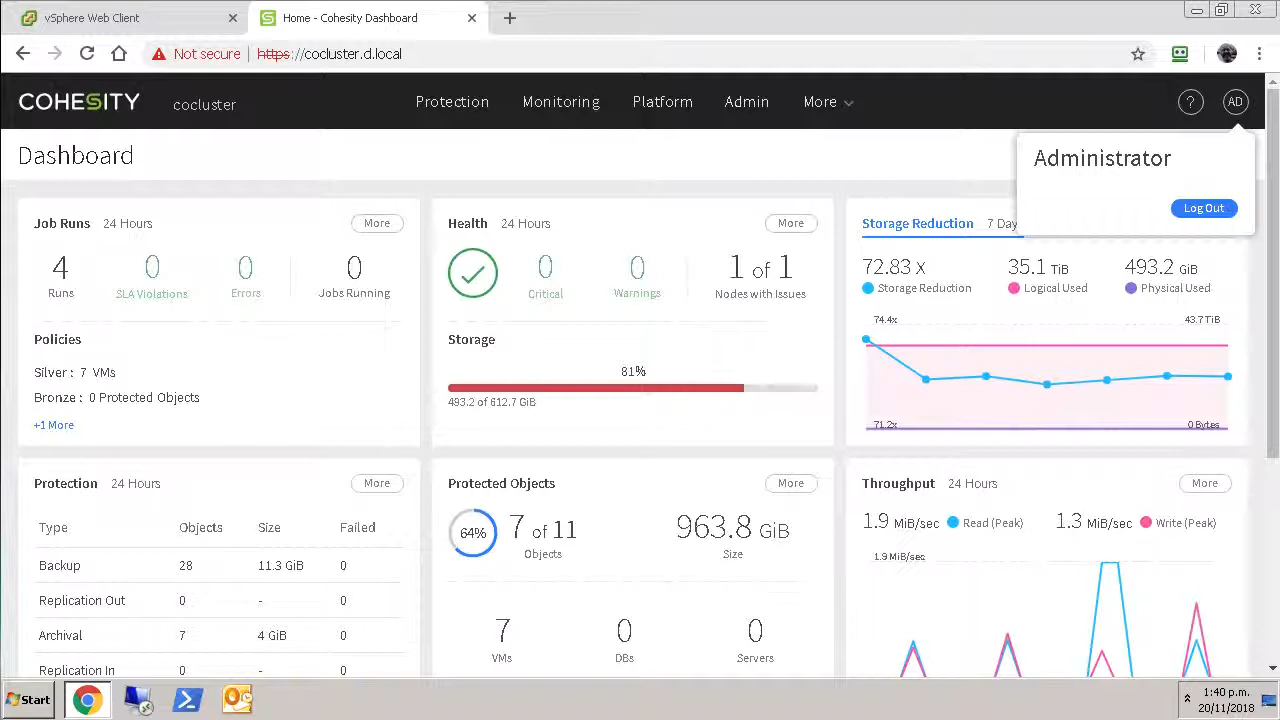 vSphere Web Client
Home - Cohesity Dashboard
Not secure | https://cocluster.d.local
COHESITY cocluster Protection Monitoring Platform Admin More ? AD
Dashboard
Administrator
Log Out
Job Runs 24 Hours More
4 0 0 0
Runs SLA Violations Errors Jobs Running
Policies
Silver : 7 VMs
Bronze : 0 Protected Objects
+1 More
Health 24 Hours More
0 0 1 of 1
Critical Warnings Nodes with Issues
Storage
81%
493.2 of 612.7 GiB
Storage Reduction 7 Day
72.83 X 35.1 TiB 493.2 GiB
Storage Reduction Logical Used Physical Used
74.4x 43.7 TiB
71.2x 0 Bytes
Protection 24 Hours More
Type Objects Size Failed
Backup 28 11.3 GiB 0
Replication Out 0 - 0
Archival 7 4 GiB 0
Replication In 0 - 0
Protected Objects More
64% 7 of 11 963.8 GiB
Objects Size
7 0 0
VMs DBs Servers
Throughput 24 Hours More
1.9 MiB/sec Read (Peak) 1.3 MiB/sec Write (Peak)
1.9 MiB/sec
Start
1:40 p.m.
20/11/2018